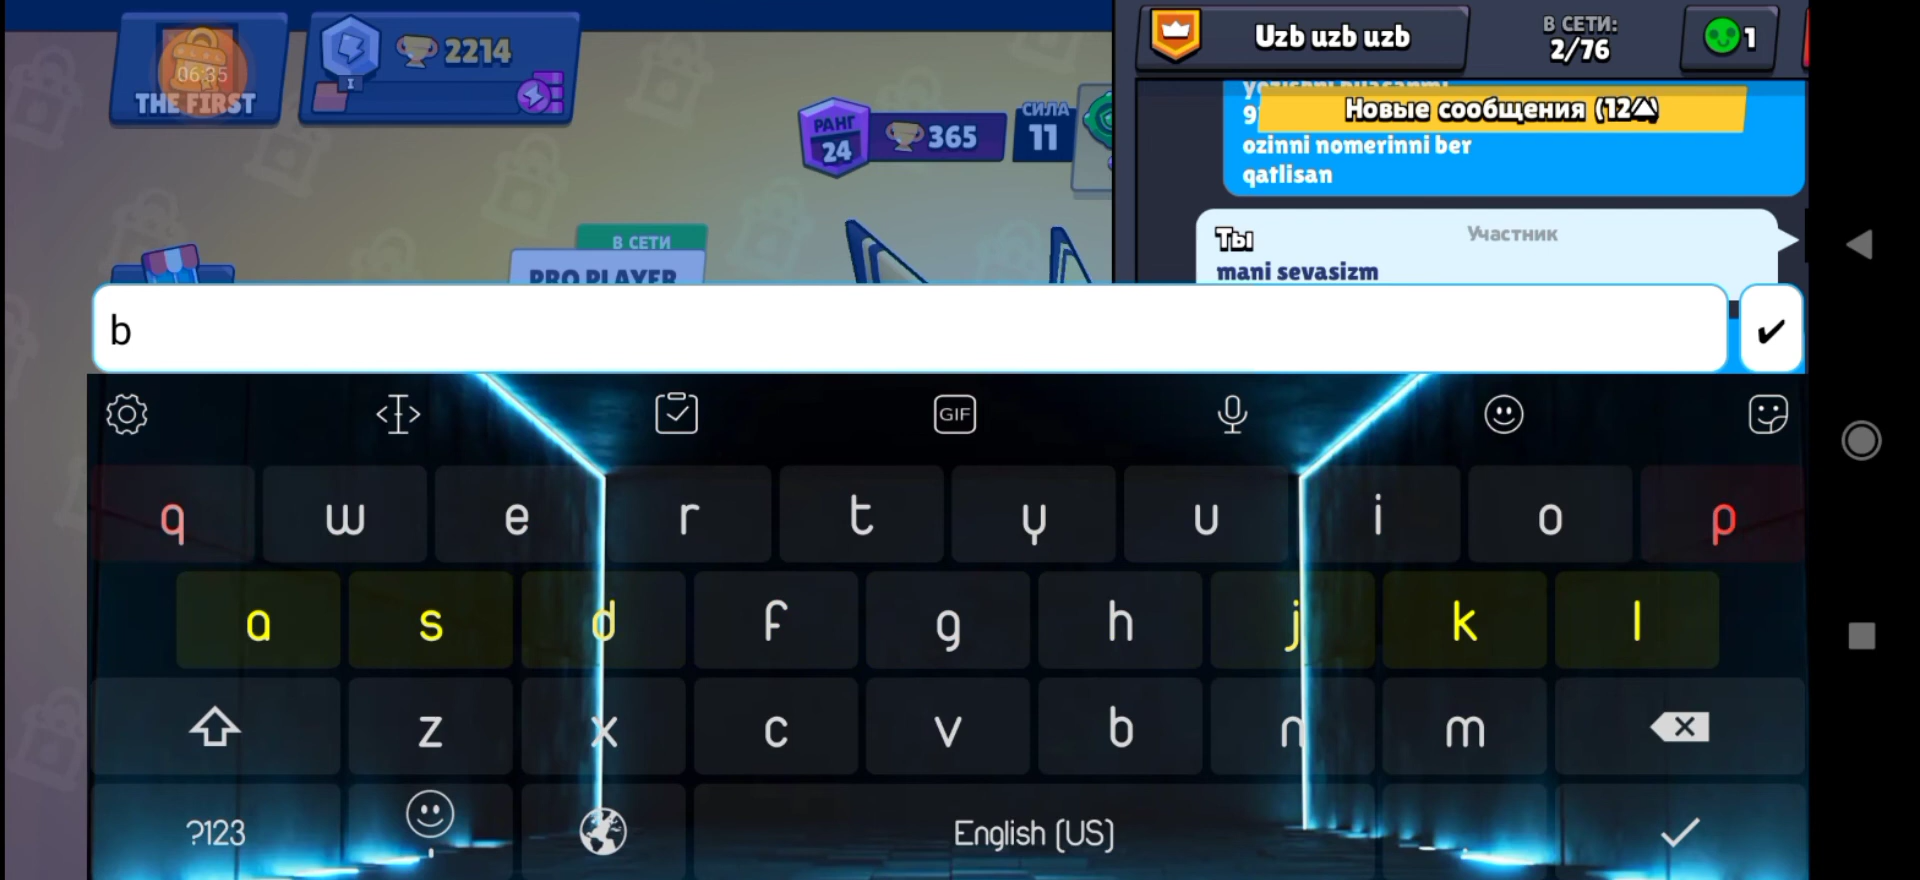 06:35
THE FIRST
I
2214
РАНГ
24
365
СИЛА
11
В СЕТИ
PRO PLAYER
Uzb uzb uzb
В СЕТИ:
2/76
1
Новые сообщения (12
9
ozinni nomerinni ber
qatlisan
Ты
Участник
mani sevasizm
b
GIF
q w e r t y u i o p
a s d f g h j k l
z x c v b n m
?123
English (US)